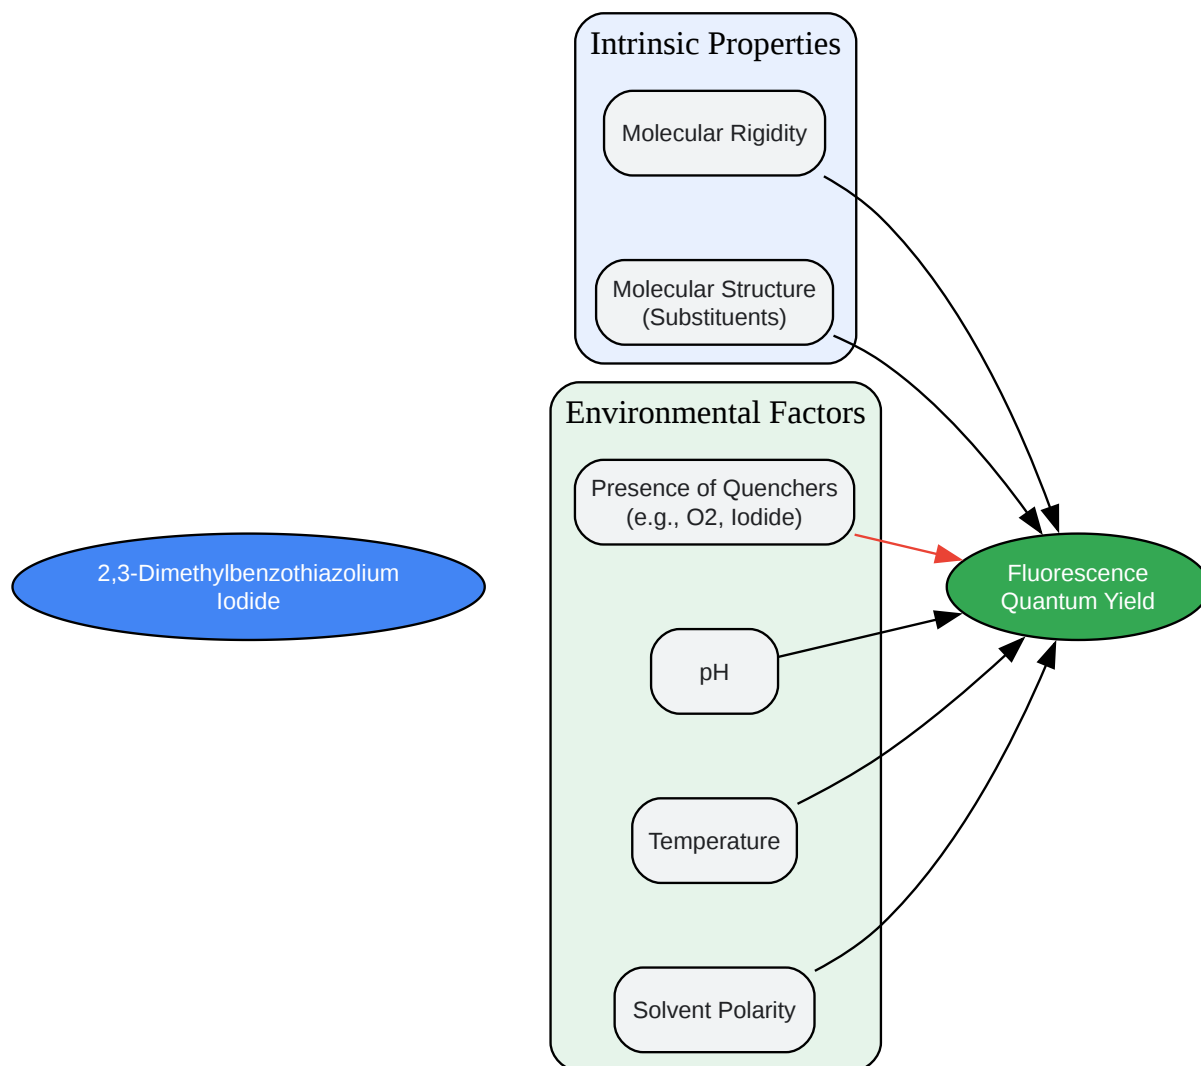 Intrinsic Properties
Molecular Rigidity
Molecular Structure
(Substituents)
Environmental Factors
Presence of Quenchers
(e.g., O2, Iodide)
pH
Temperature
Solvent Polarity
2,3-Dimethylbenzothiazolium
Iodide
Fluorescence
Quantum Yield